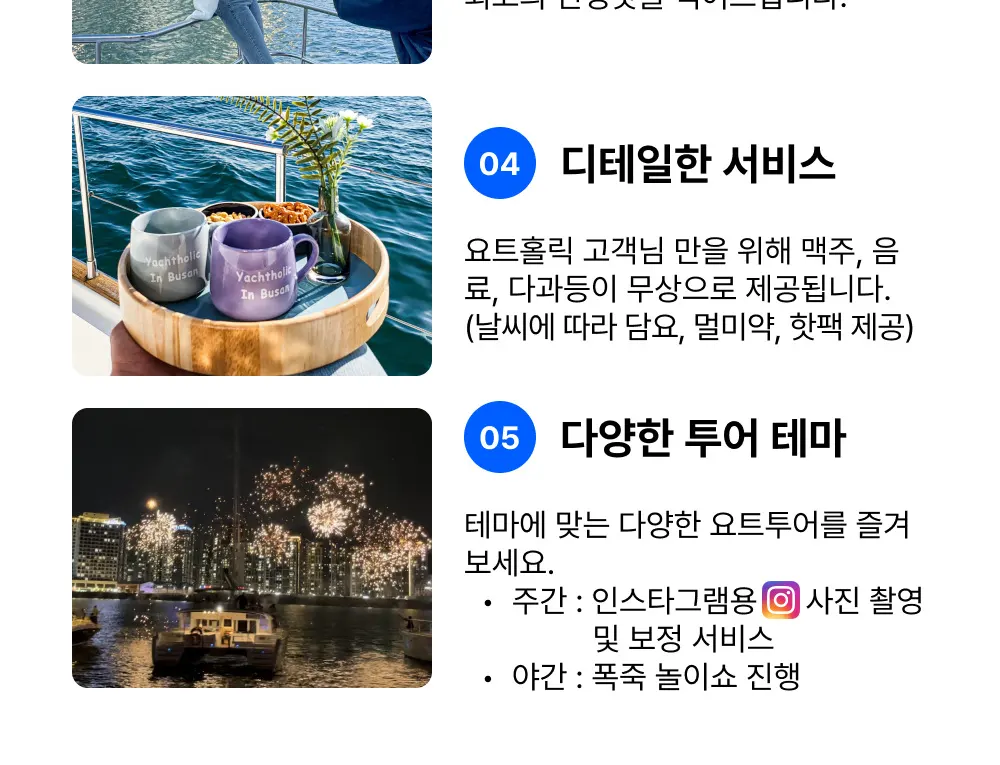 04 디테일한 서비스
Yachtholic
In Busan
Yachtholic
In Busan
요트홀릭 고객님 만을 위해 맥주, 음
료, 다과등이 무상으로 제공됩니다.
(날씨에 따라 담요, 멀미약, 핫팩 제공)
05 다양한 투어 테마
테마에 맞는 다양한 요트투어를 즐겨
보세요.
• 주간 : 인스타그램용 사진 촬영
및 보정 서비스
• 야간 : 폭죽 놀이쇼 진행